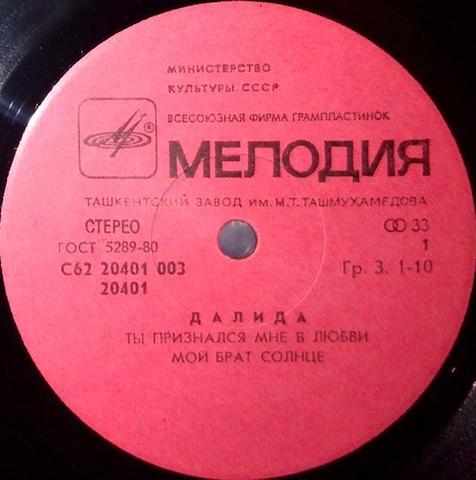 МИНИСТЕРСТВО
КУЛЬТУРЫ СССР
ВСЕСОЮЗНАЯ ФИРМА ГРАМПЛАСТИНОК
®
МЕЛОДИЯ
ТАШКЕНТСКИЙ ЗАВОД ИМ. М.Т. ТАШМУХАМЕДОВА
СТЕРЕО 33
ГОСТ 5289-80 1
С62 20401 003 Гр. 3. 1-10
20401
ДАЛИДА
ТЫ ПРИЗНАЛСЯ МНЕ В ЛЮБВИ
МОЙ БРАТ СОЛНЦЕ